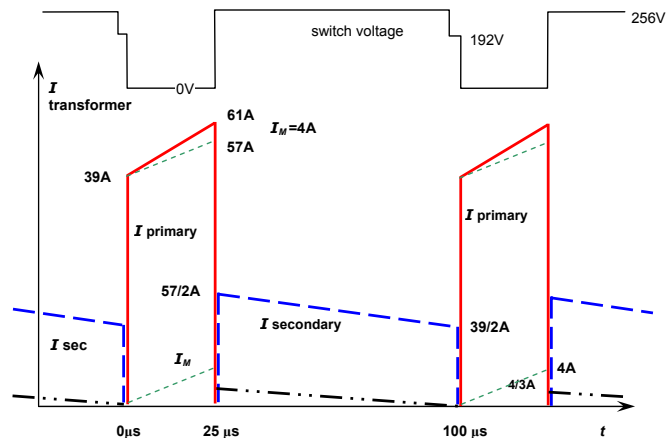 switch voltage
256V
192V
0V
I
transformer
61A
I_M=4A
57A
39A
I primary
I primary
57/2A
I secondary
39/2A
I sec
I_M
4/3A
4A
0μs
25 μs
100 μs
t